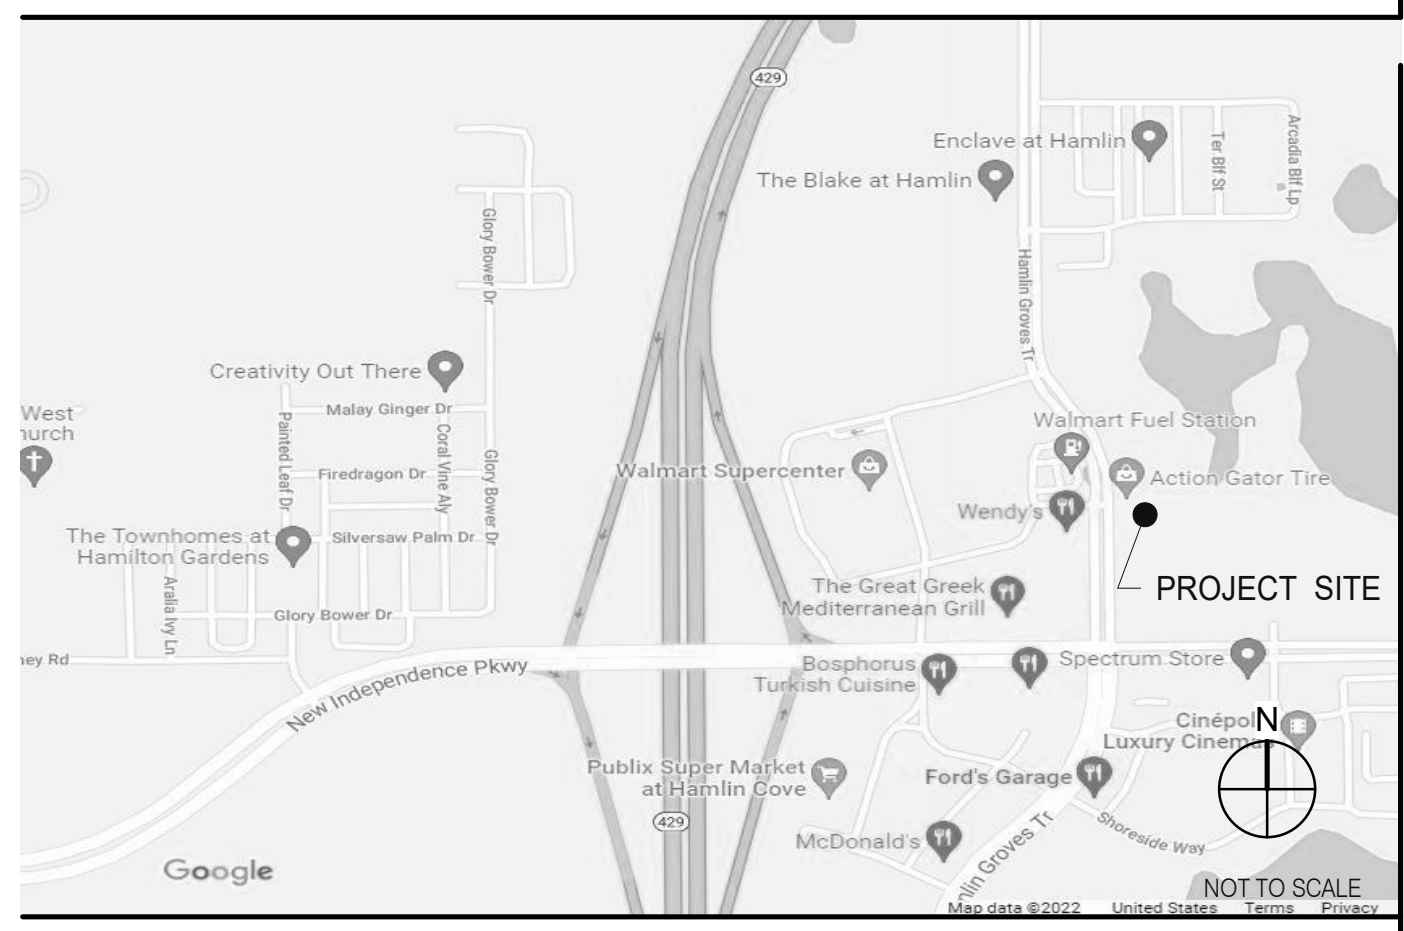 429
Enclave at Hamlin
The Blake at Hamlin
Ter Blf St
Arcadia Blf Lp
Glory Bower Dr
Hamlin Groves Tr
Creativity Out There
Malay Ginger Dr
West
Painted Leaf Dr
Coral Vine Aly
Firedragon Dr
Glory Bower Dr
Walmart Fuel Station
Walmart Supercenter
Action Gator Tire
Wendy's
The Townhomes at
Hamilton Gardens
Silversaw Palm Dr
Aralia Ivy Ln
Glory Bower Dr
The Great Greek
Mediterranean Grill
PROJECT SITE
ey Rd
New Independence Pkwy
Bosphorus
Turkish Cuisine
Spectrum Store
Cinépol
Luxury Cinemas
N
Publix Super Market
at Hamlin Cove
Ford's Garage
429
McDonald's
Shoreside Way
lin Groves Tr
Google
NOT TO SCALE
Map data ©2022 United States Terms Privacy